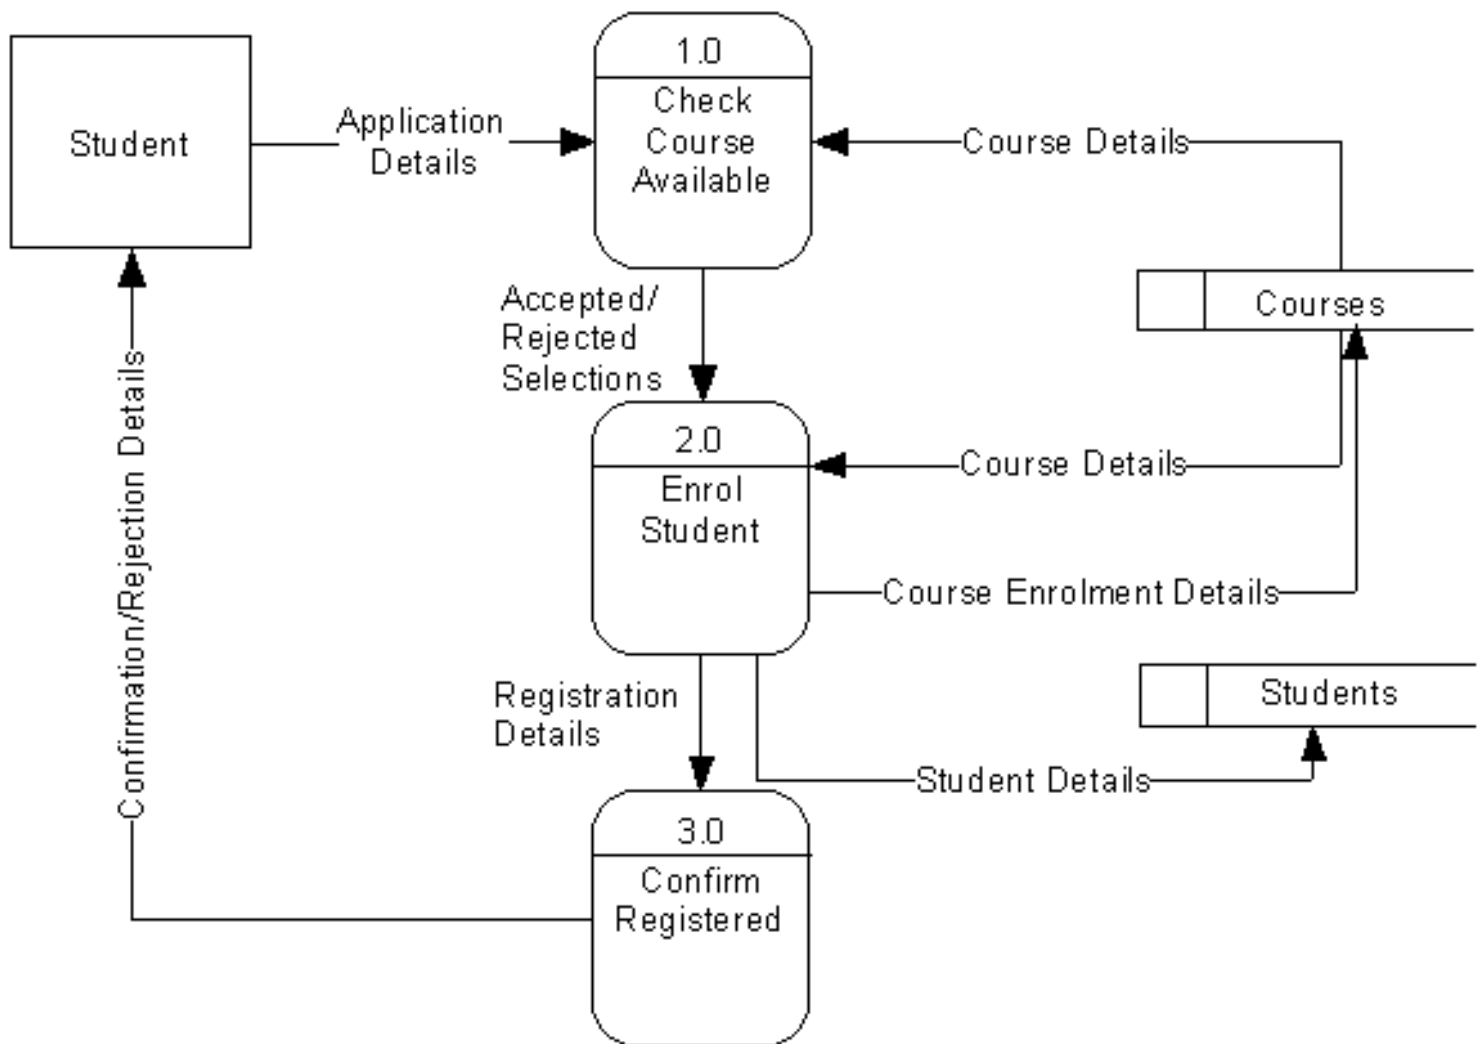 Student
Application
Details
1.0
Check
Course
Available
Course Details
Accepted/
Rejected
Selections
Courses
Confirmation/Rejection Details
2.0
Enrol
Student
Course Details
Course Enrolment Details
Registration
Details
Students
Student Details
3.0
Confirm
Registered